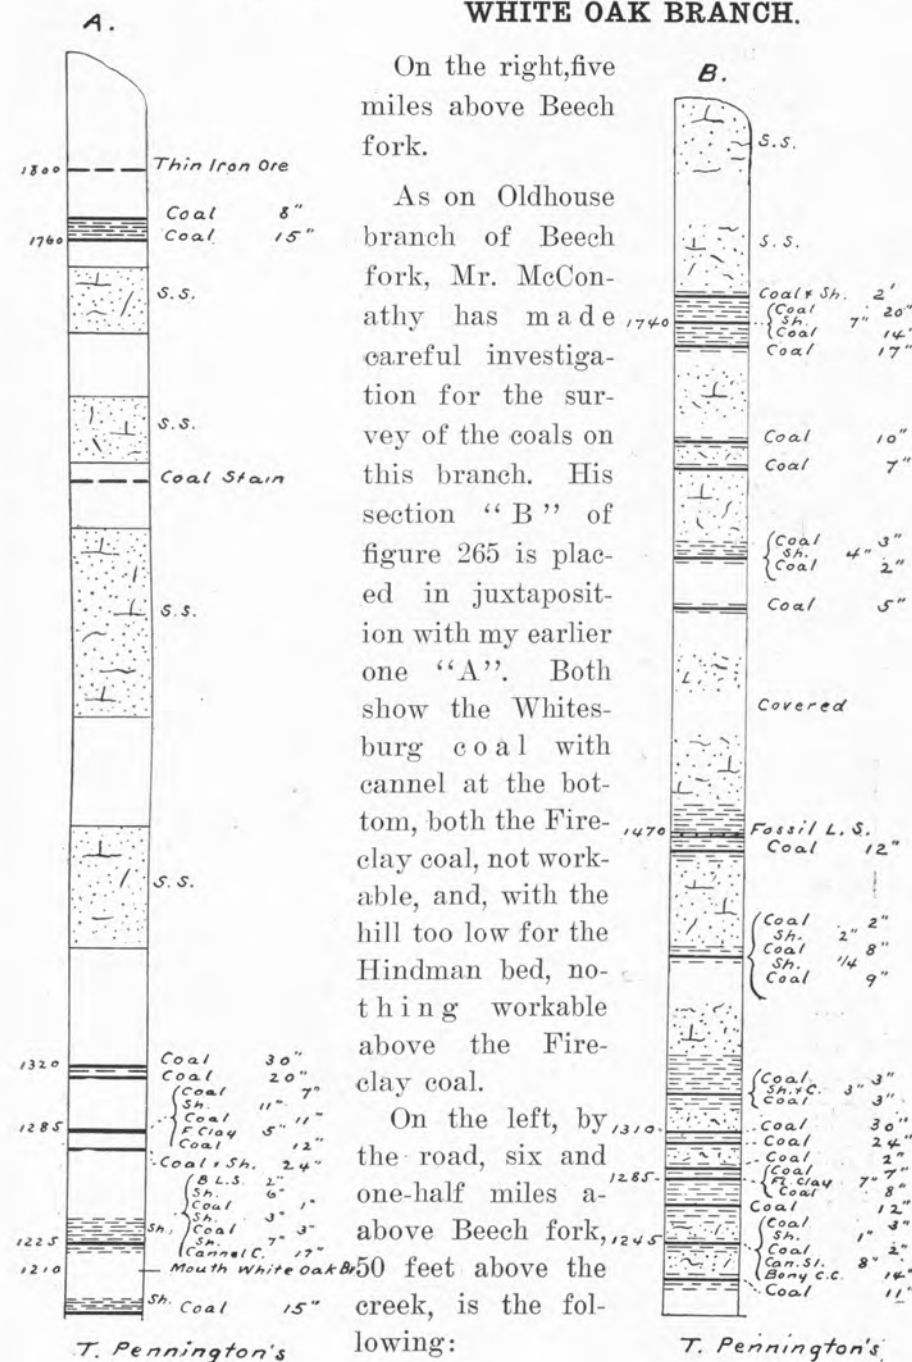 WHITE OAK BRANCH.
A.
1800
Thin Iron Ore
Coal 8"
1760
Coal 15"
S.S.
S.S.
Coal Stain
S.S.
S.S.
1320
Coal 30"
Coal 20"
Coal 7"
Sh. 11"
Coal 11"
1285
F. Clay 5"
Coal 12"
Coal & Sh. 24"
B L.S. 2"
Sh. 6"
Coal 1"
Sh. 3"
Sh. Coal 3"
Sh. 7"
1225
Cannel C. 17"
1210
Mouth White Oak Br
Sh. Coal 15"
T. Pennington's
On the right,five
miles above Beech
fork.
As on Oldhouse
branch of Beech
fork, Mr. McCon-
athy has made
careful investiga-
tion for the sur-
vey of the coals on
this branch. His
section "B" of
figure 265 is plac-
ed in juxtaposit-
ion with my earlier
one "A". Both
show the Whites-
burg coal with
cannel at the bot-
tom, both the Fire-
clay coal, not work-
able, and, with the
hill too low for the
Hindman bed, no-
thing workable
above the Fire-
clay coal.
On the left, by
the road, six and
one-half miles a-
above Beech fork,
50 feet above the
creek, is the fol-
lowing:
B.
S.S.
S.S.
Coal & Sh. 2'
Coal 20"
1740
Sh. 7"
Coal 14"
Coal 17"
Coal 10"
Coal 7"
Coal 3"
Sh. 4"
Coal 2"
Coal 5"
Covered
1470
Fossil L.S.
Coal 12"
Coal 2"
Sh. 2"
Coal 8"
Sh. 1/4
Coal 9"
Coal 3"
Sh. & C. 3"
Coal 3"
1310
Coal 30"
Coal 24"
Coal 2"
Coal 7"
1285
Fl. Clay 7"
Coal 8"
Coal 12"
Coal 3"
Sh. 1"
1245
Coal 2"
Can. Sl. 8"
Bony C.C. 14"
Coal 11"
T. Pennington's